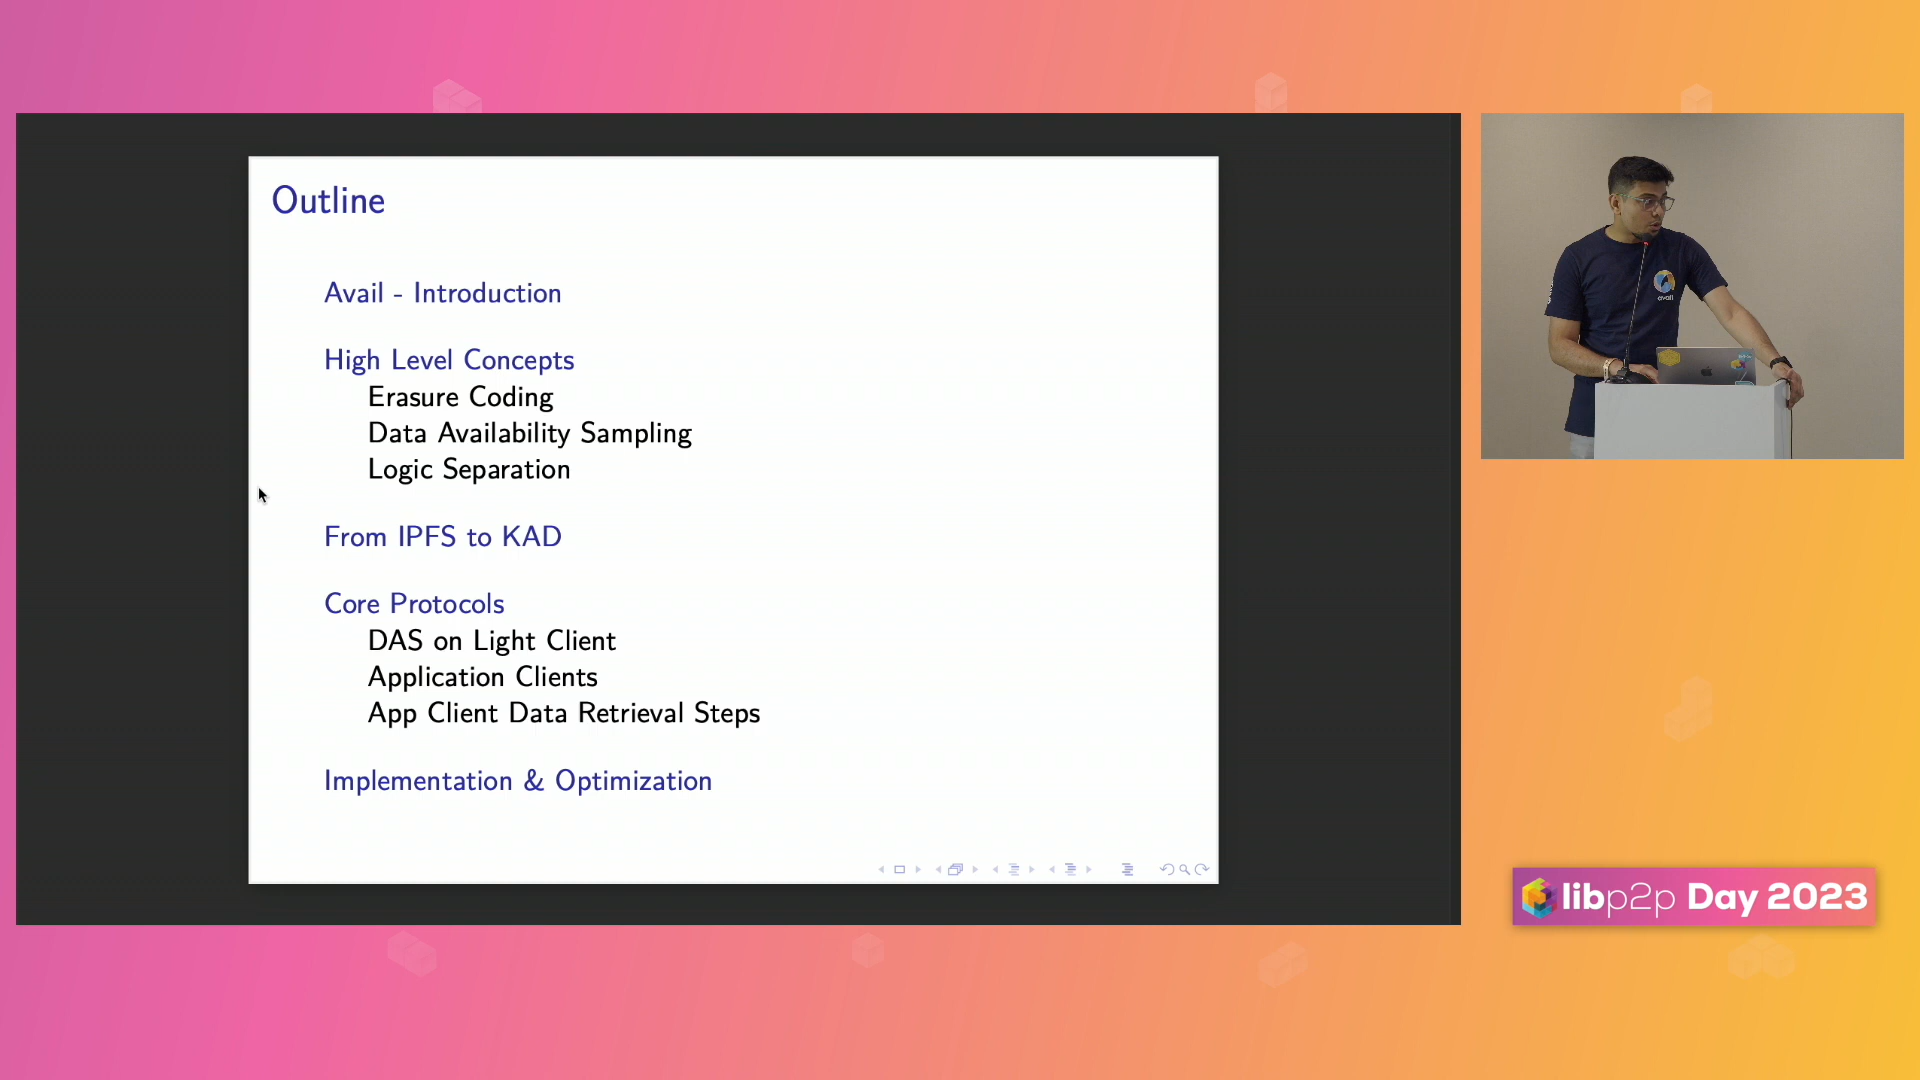 Outline
Avail - Introduction
High Level Concepts
Erasure Coding
Data Availability Sampling
Logic Separation
From IPFS to KAD
Core Protocols
DAS on Light Client
Application Clients
App Client Data Retrieval Steps
Implementation & Optimization
avail
libp2p Day 2023